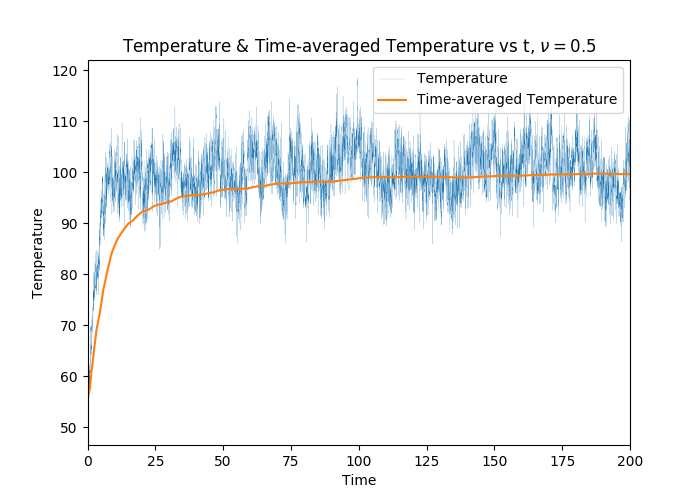 Temperature & Time-averaged Temperature vs t, ν = 0.5
Temperature
Time-averaged Temperature
120
110
100
90
80
70
60
50
Temperature
0 25 50 75 100 125 150 175 200
Time